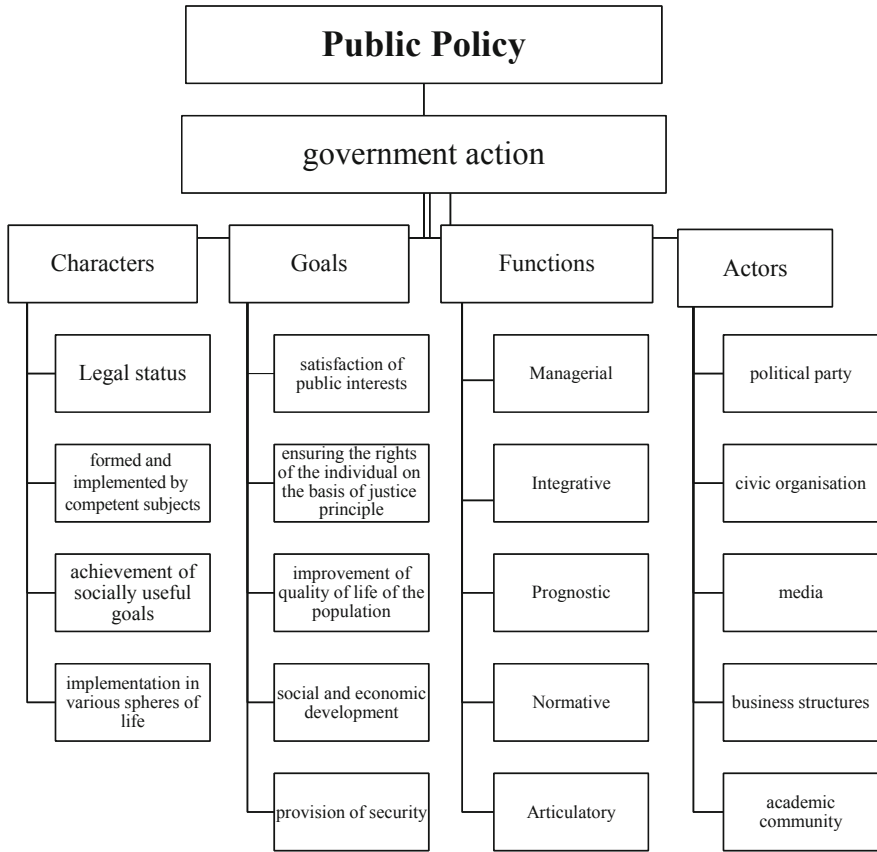 Public Policy
government action
Characters
Legal status
formed and
implemented by
competent subjects
achievement of
socially useful
goals
implementation in
various spheres of
life
Goals
satisfaction of
public interests
ensuring the rights
of the individual on
the basis of justice
principle
improvement of
quality of life of the
population
social and economic
development
provision of security
Functions
Managerial
Integrative
Prognostic
Normative
Articulatory
Actors
political party
civic organisation
media
business structures
academic
community